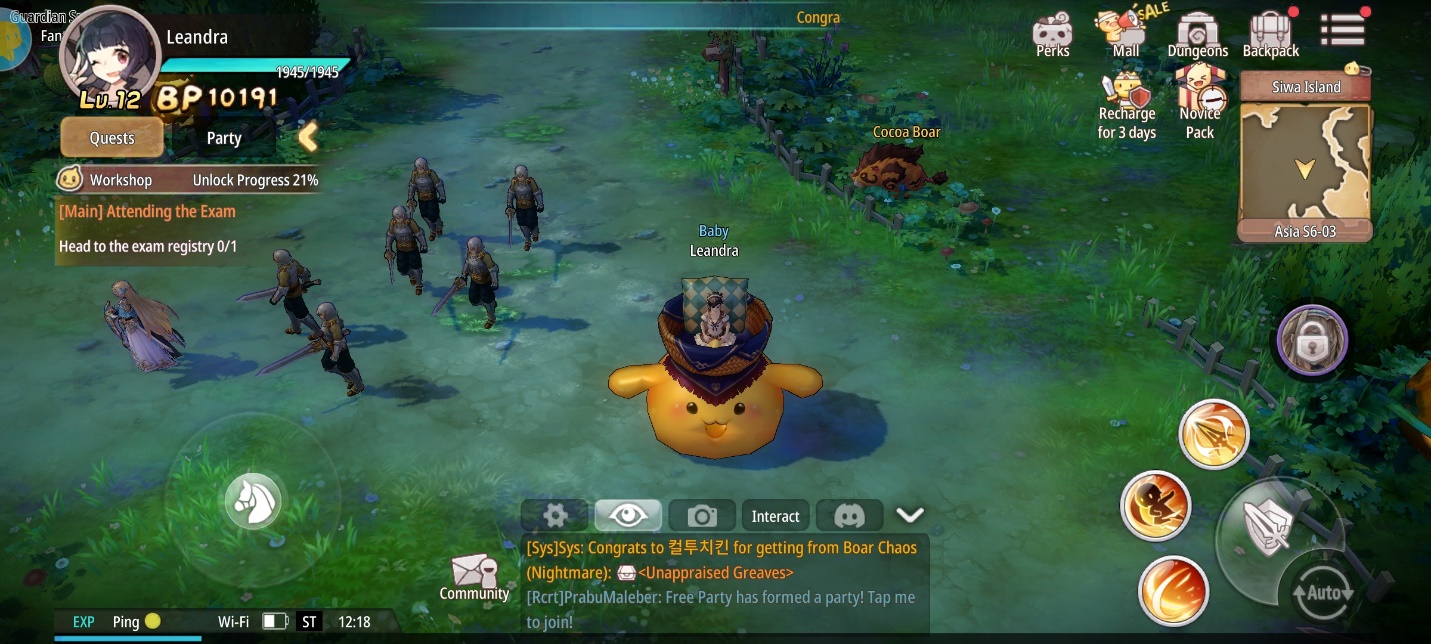 Guardian S
Fan
Leandra
1945/1945
Lv.12 BP 10191
Quests
Party
Workshop Unlock Progress 21%
[Main] Attending the Exam
Head to the exam registry 0/1
Congra
Perks
SALE
Mall
Dungeons
Backpack
Recharge
for 3 days
Novice
Pack
Siwa Island
Asia S6-03
Cocoa Boar
Baby
Leandra
Interact
[Sys]Sys: Congrats to 컬투치킨 for getting from Boar Chaos
(Nightmare): <Unappraised Greaves>
[Rcrt]PrabuMaleber: Free Party has formed a party! Tap me
to join!
Community
Auto
EXP Ping Wi-Fi ST 12:18